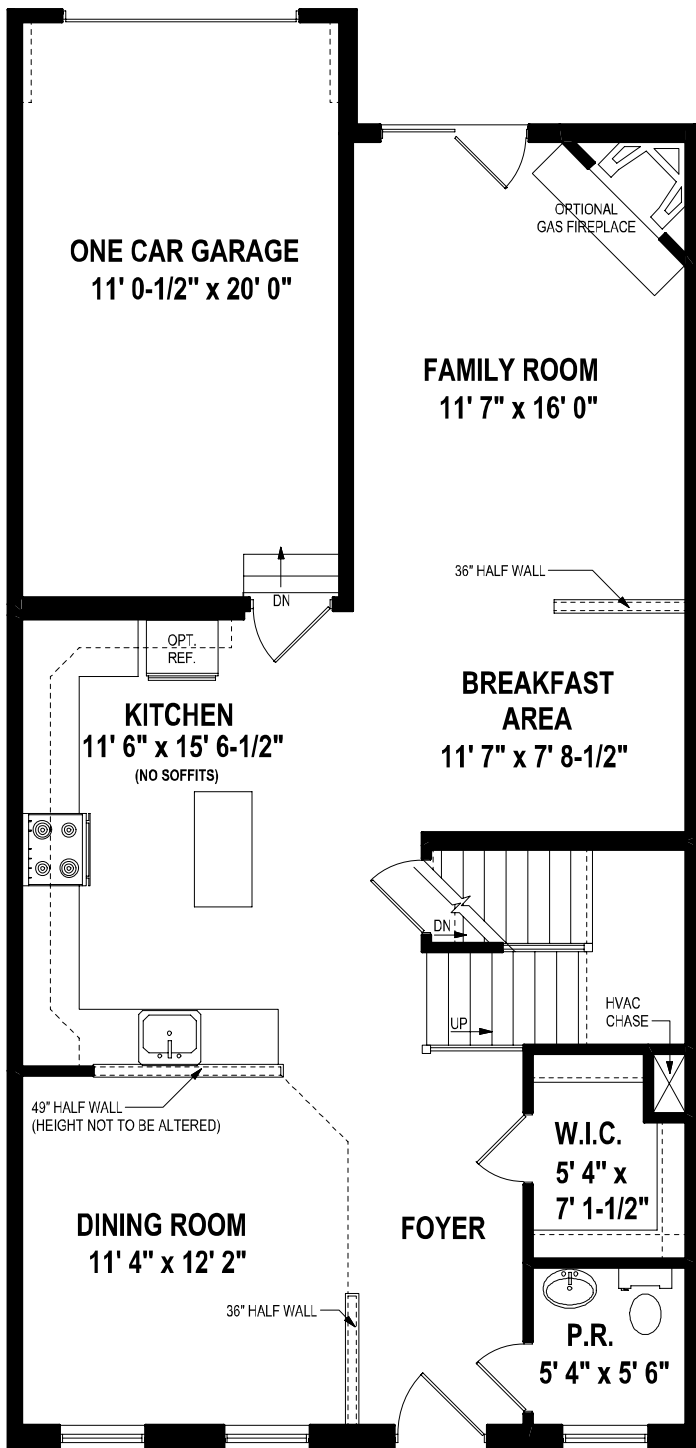 ONE CAR GARAGE
11' 0-1/2" x 20' 0"
OPTIONAL
GAS FIREPLACE
FAMILY ROOM
11' 7" x 16' 0"
36" HALF WALL
DN
OPT.
REF.
KITCHEN
11' 6" x 15' 6-1/2"
(NO SOFFITS)
BREAKFAST
AREA
11' 7" x 7' 8-1/2"
DN
UP
HVAC
CHASE
49" HALF WALL
(HEIGHT NOT TO BE ALTERED)
W.I.C.
5' 4" x
7' 1-1/2"
DINING ROOM
11' 4" x 12' 2"
FOYER
36" HALF WALL
P.R.
5' 4" x 5' 6"